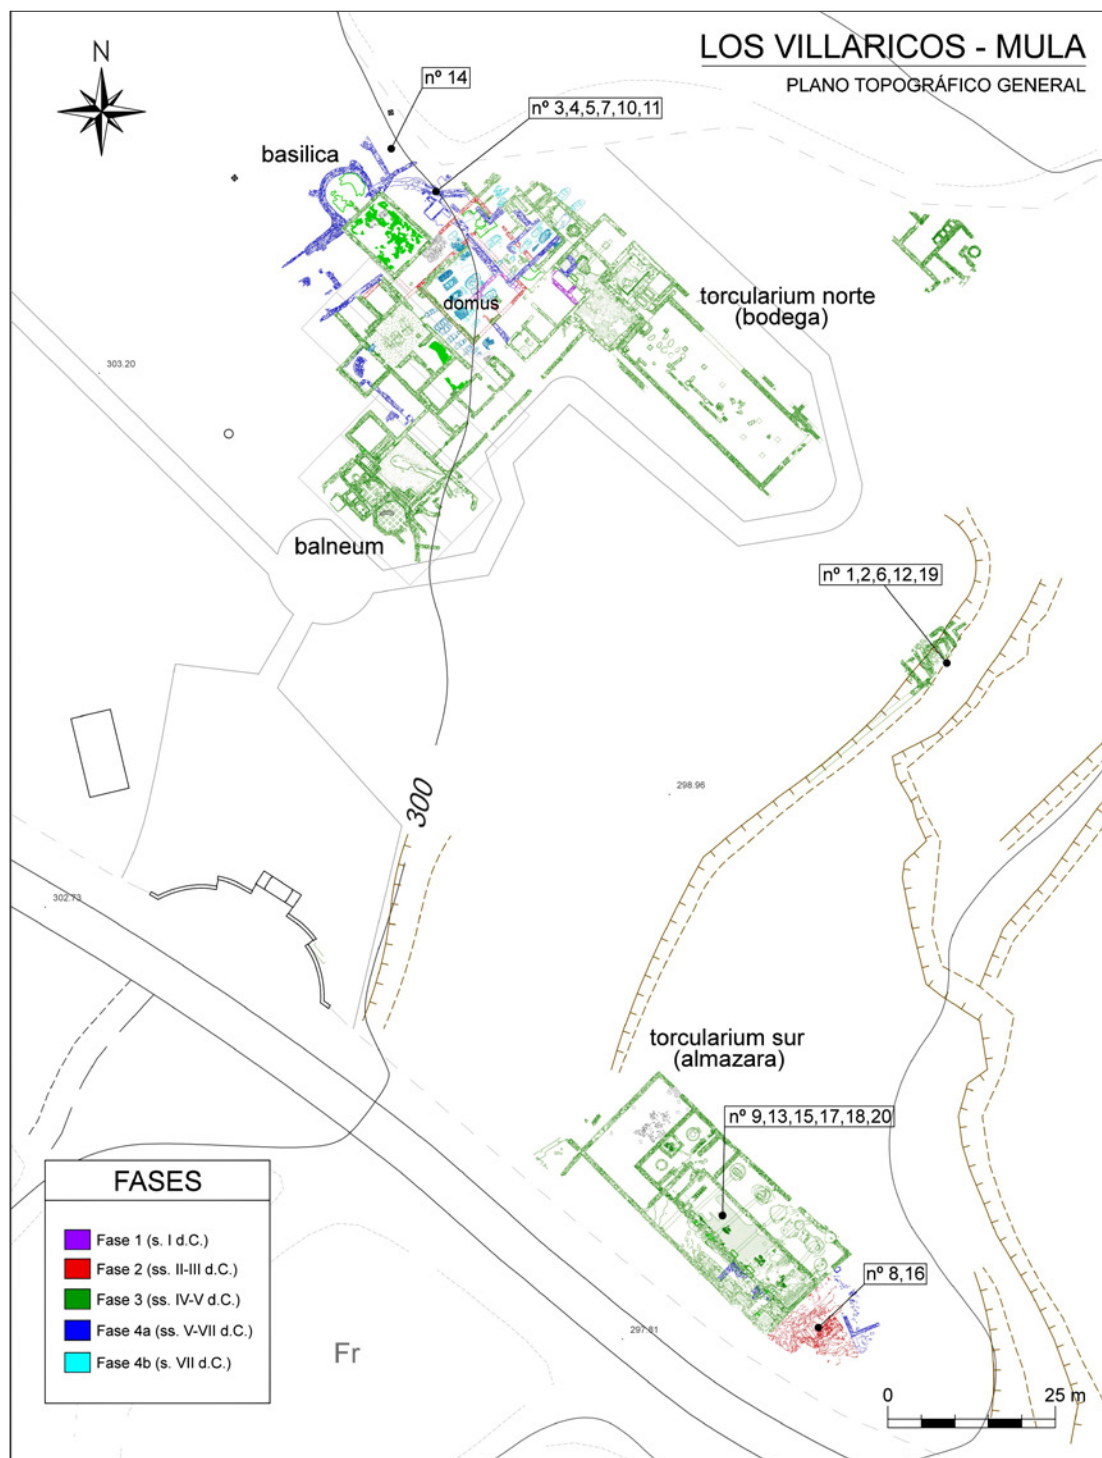 LOS VILLARICOS - MULA
PLANO TOPOGRÁFICO GENERAL
N
nº 14
nº 3,4,5,7,10,11
basilica
domus
torcularium norte
(bodega)
303.20
balneum
nº 1,2,6,12,19
298.96
300
302.73
torcularium sur
(almazara)
nº 9,13,15,17,18,20
nº 8,16
297.81
Fr
FASES
Fase 1 (s. I d.C.)
Fase 2 (ss. II-III d.C.)
Fase 3 (ss. IV-V d.C.)
Fase 4a (ss. V-VII d.C.)
Fase 4b (s. VII d.C.)
0 25 m